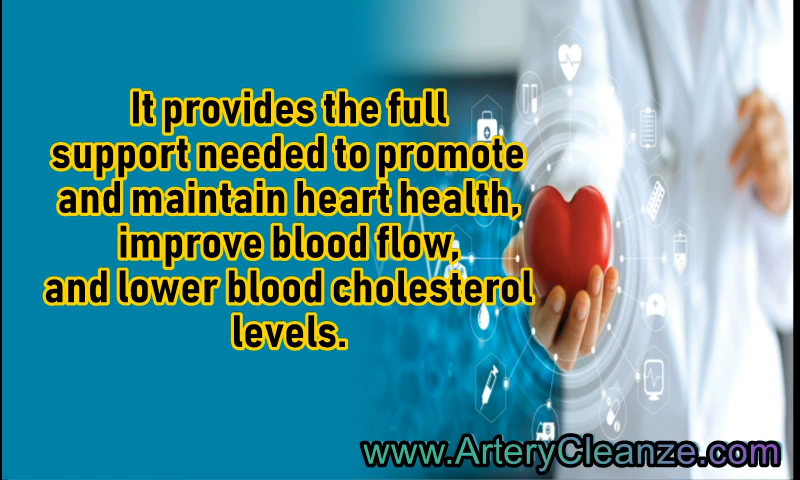 It provides the full
support needed to promote
and maintain heart health,
improve blood flow,
and lower blood cholesterol
levels.
www.ArteryCleanze.com